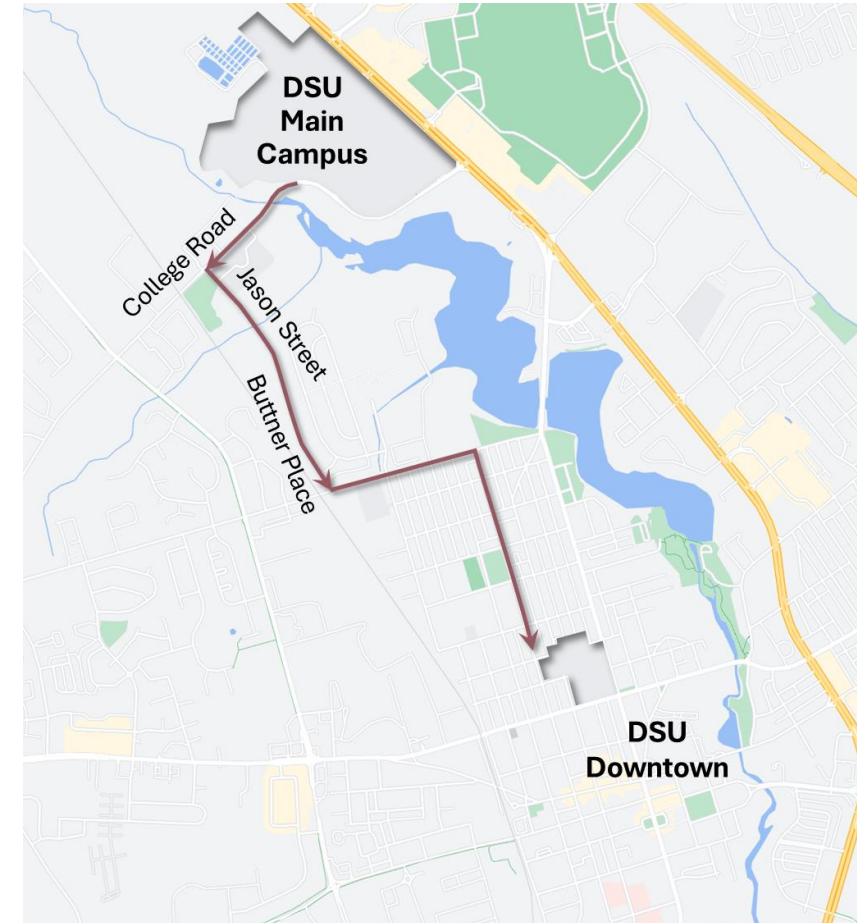 DSU
Main
Campus
College Road
Jason Street
Buttner Place
DSU
Downtown